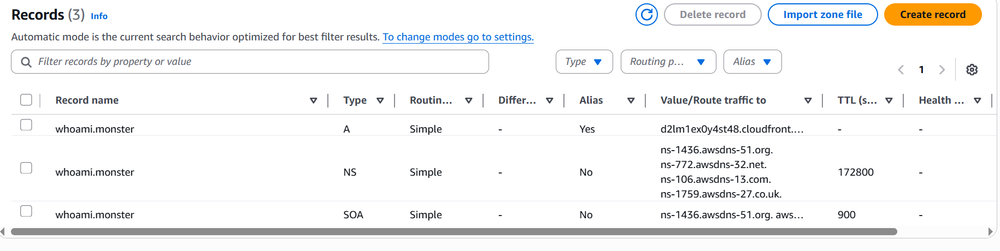 Records (3) Info
Delete record
Import zone file
Create record
Automatic mode is the current search behavior optimized for best filter results. To change modes go to settings.
Filter records by property or value
Type
Routing p...
Alias
1
Record name Type Routin... Differ... Alias Value/Route traffic to TTL (s... Health ...
whoami.monster A Simple - Yes d2lm1ex0y4st48.cloudfront.... - -
whoami.monster NS Simple - No ns-1436.awsdns-51.org. 172800 -
ns-772.awsdns-32.net.
ns-106.awsdns-13.com.
ns-1759.awsdns-27.co.uk.
whoami.monster SOA Simple - No ns-1436.awsdns-51.org. aws... 900 -